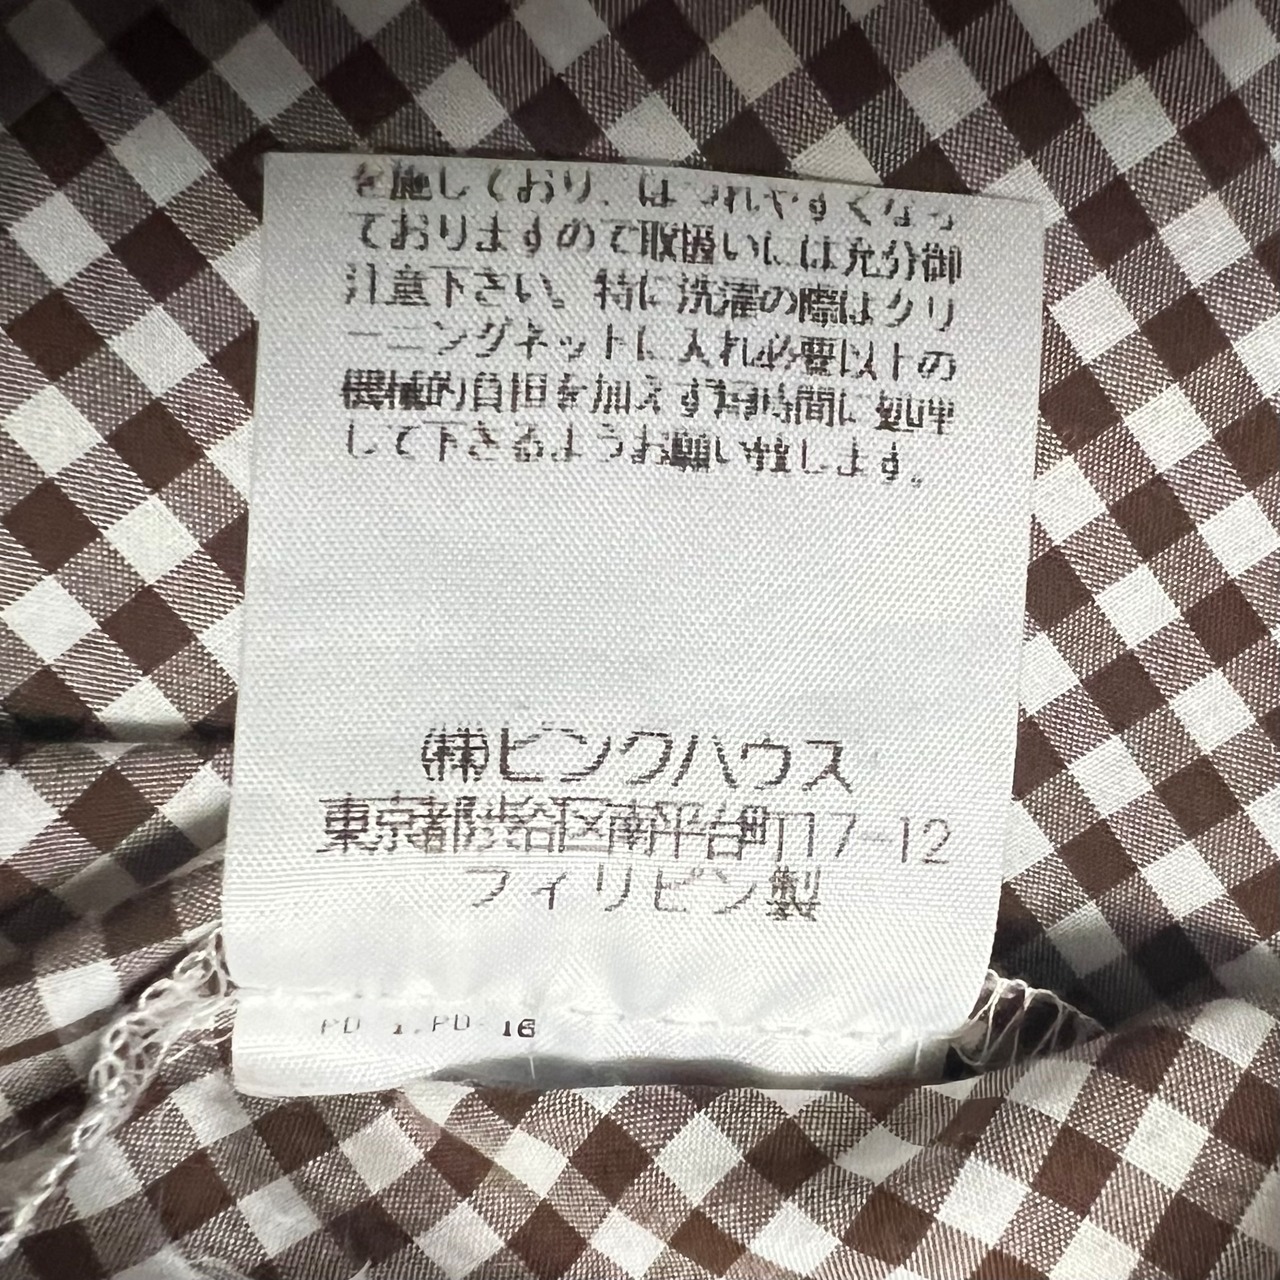 を施しており、ほつれやすくなっ
ておりますので取扱いには充分御
注意下さい。特に洗濯の際はクリ
ーニングネットに入れ必要以上の
機械的負担を加えず短時間に処理
して下さるようお願い致します。
㈱ピンクハウス
東京都渋谷区南平台町17-12
フィリピン製
PD 1.PD 16